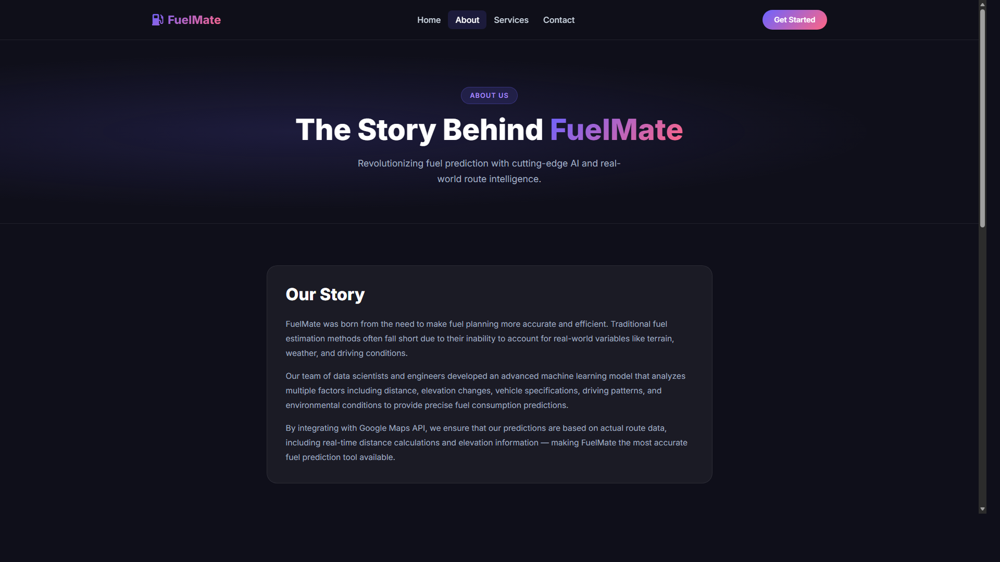 FuelMate
Home
About
Services
Contact
Get Started
ABOUT US
The Story Behind FuelMate
Revolutionizing fuel prediction with cutting-edge AI and real-
world route intelligence.
Our Story
FuelMate was born from the need to make fuel planning more accurate and efficient. Traditional fuel
estimation methods often fall short due to their inability to account for real-world variables like terrain,
weather, and driving conditions.
Our team of data scientists and engineers developed an advanced machine learning model that analyzes
multiple factors including distance, elevation changes, vehicle specifications, driving patterns, and
environmental conditions to provide precise fuel consumption predictions.
By integrating with Google Maps API, we ensure that our predictions are based on actual route data,
including real-time distance calculations and elevation information — making FuelMate the most accurate
fuel prediction tool available.